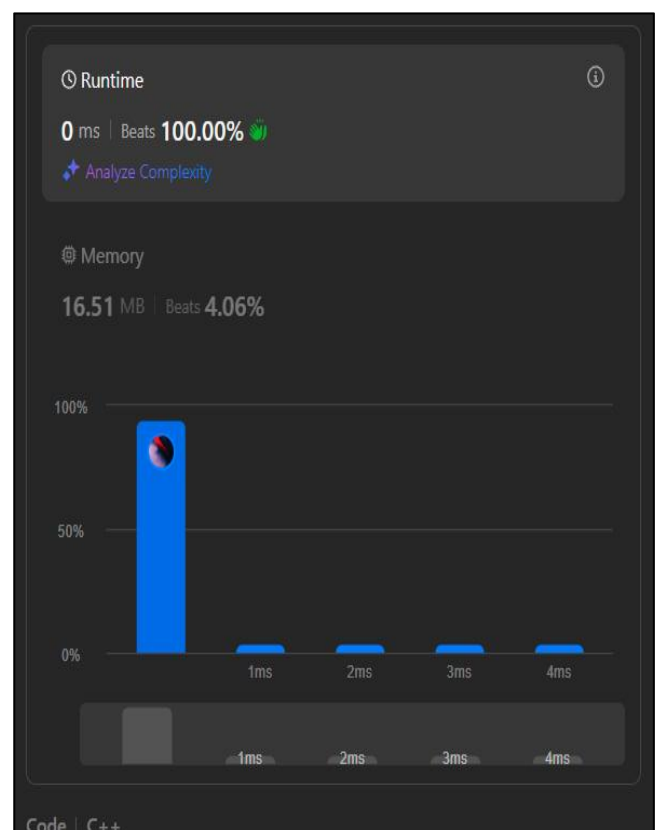 Runtime
0 ms | Beats 100.00%
Analyze Complexity
Memory
16.51 MB | Beats 4.06%
100%
50%
0%
1ms 2ms 3ms 4ms
1ms 2ms 3ms 4ms
Code | C++